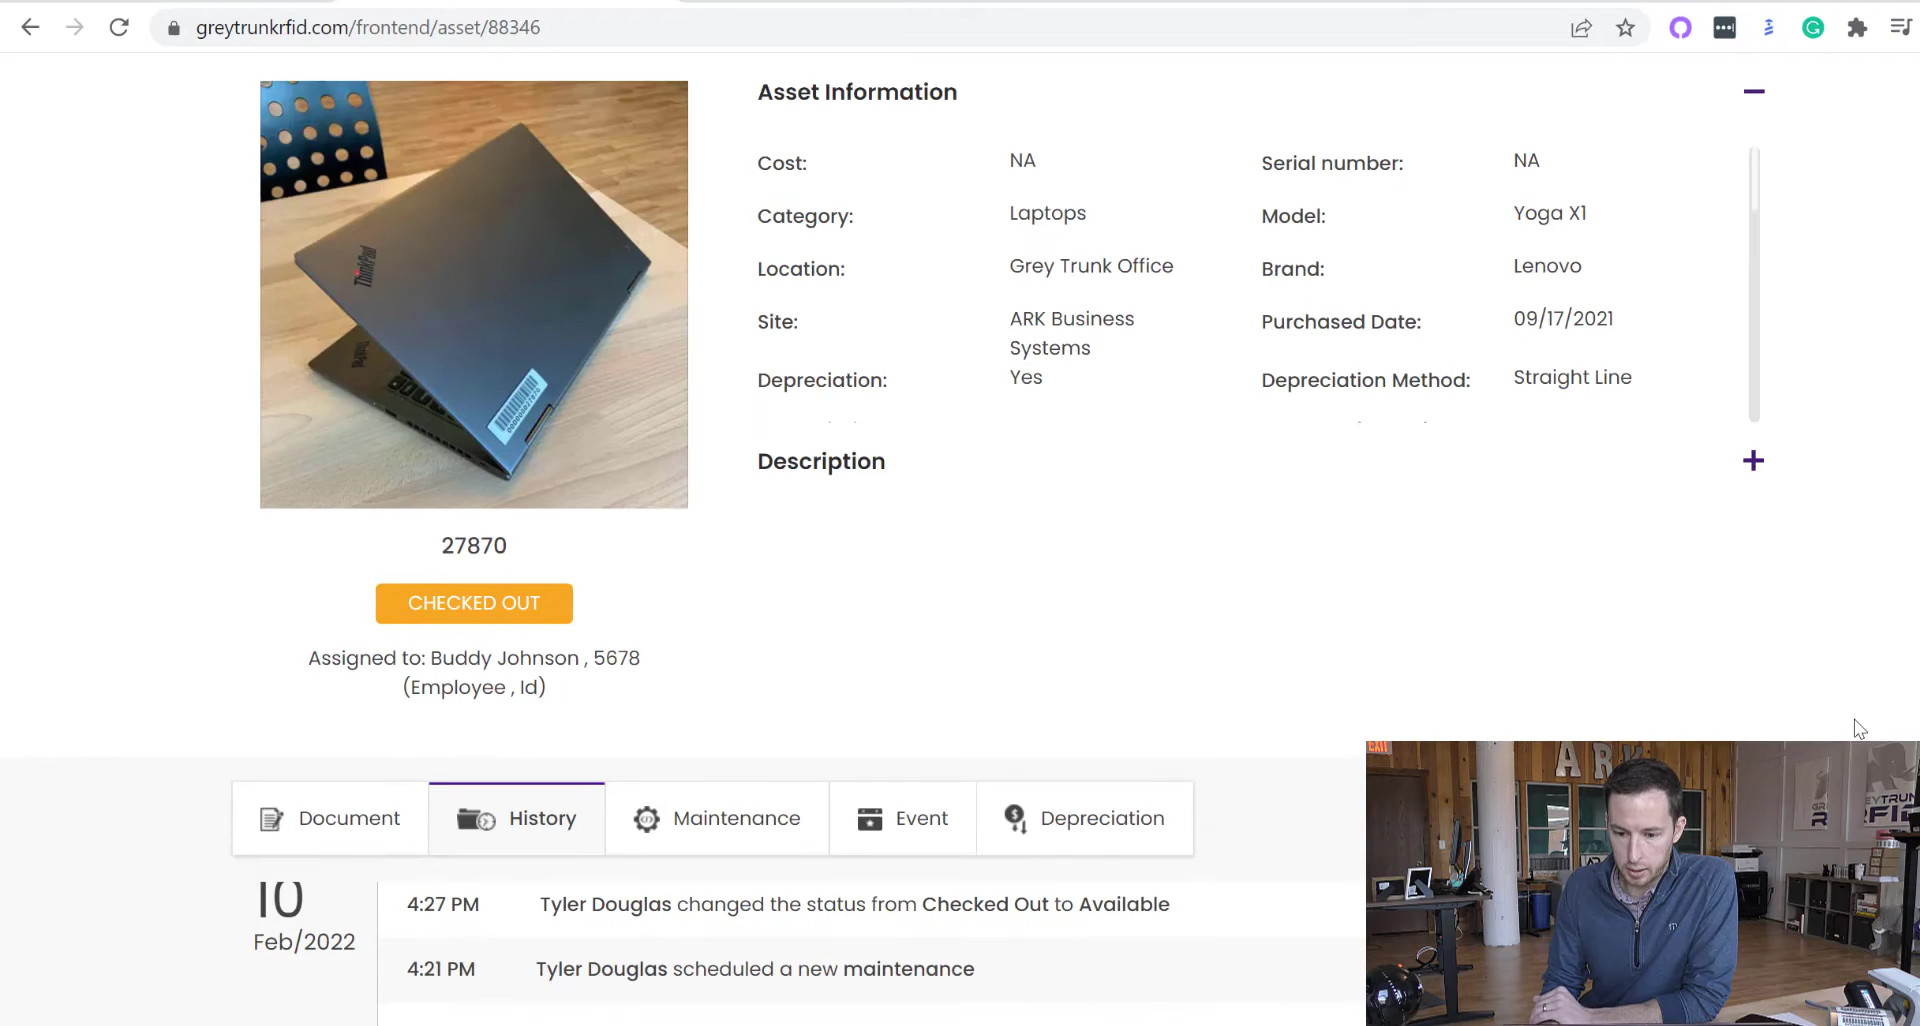 greytrunkrfid.com/frontend/asset/88346
Asset Information
Cost: NA Serial number: NA
Category: Laptops Model: Yoga X1
Location: Grey Trunk Office Brand: Lenovo
Site: ARK Business Systems Purchased Date: 09/17/2021
Depreciation: Yes Depreciation Method: Straight Line
Description
ThinkPad
27870
CHECKED OUT
Assigned to: Buddy Johnson , 5678
(Employee , Id)
Document History Maintenance Event Depreciation
10
Feb/2022
4:27 PM Tyler Douglas changed the status from Checked Out to Available
4:21 PM Tyler Douglas scheduled a new maintenance
EXIT
ARK